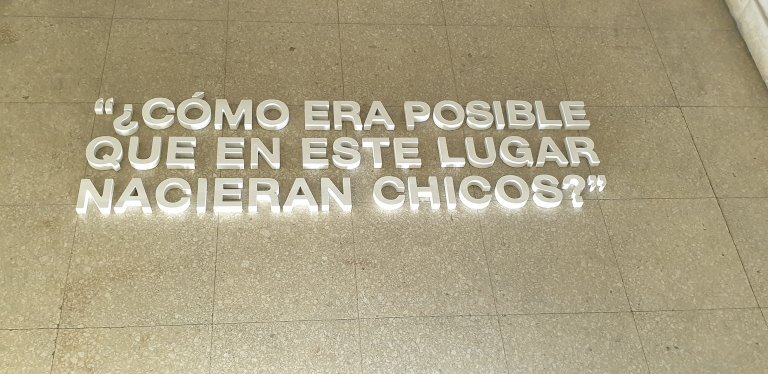 “¿CÓMO ERA POSIBLE
QUE EN ESTE LUGAR
NACIERAN CHICOS?”